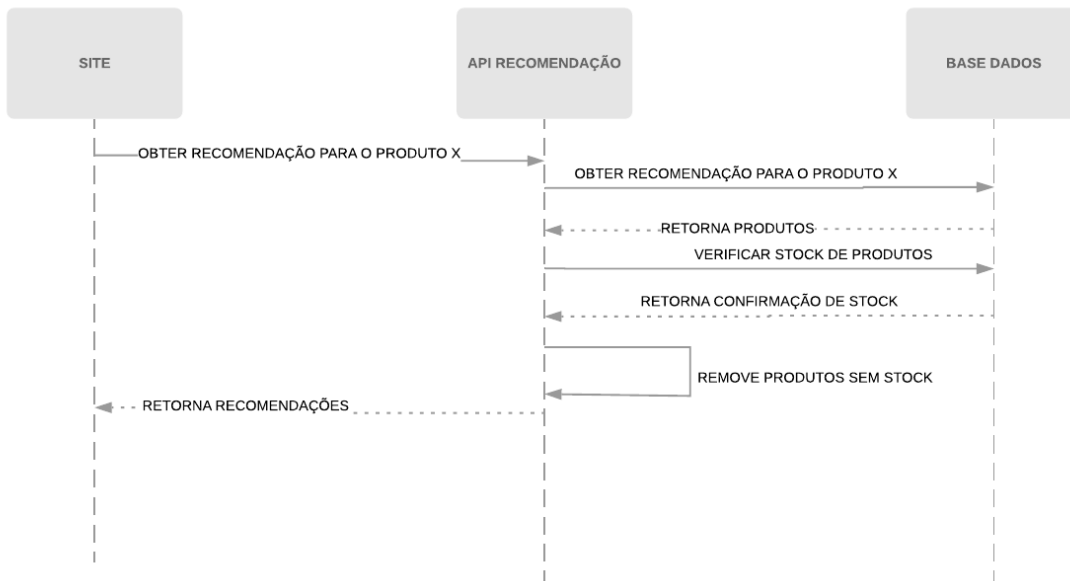 SITE
API RECOMENDAÇÃO
BASE DADOS
OBTER RECOMENDAÇÃO PARA O PRODUTO X
OBTER RECOMENDAÇÃO PARA O PRODUTO X
RETORNA PRODUTOS
VERIFICAR STOCK DE PRODUTOS
RETORNA CONFIRMAÇÃO DE STOCK
REMOVE PRODUTOS SEM STOCK
RETORNA RECOMENDAÇÕES